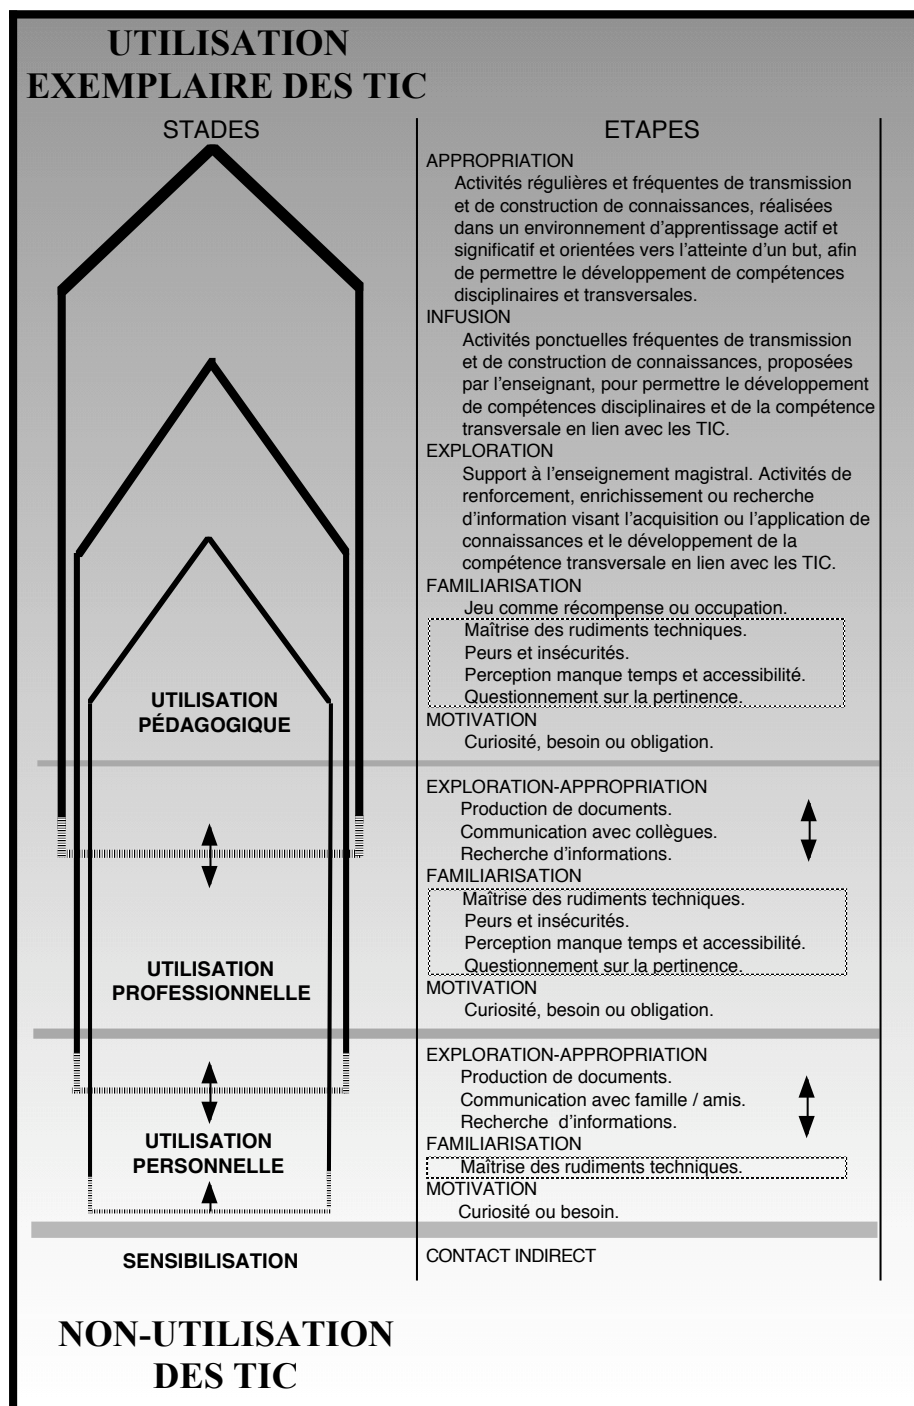 UTILISATION
EXEMPLAIRE DES TIC
STADES
ETAPES
APPROPRIATION
Activités régulières et fréquentes de transmission
et de construction de connaissances, réalisées
dans un environnement d'apprentissage actif et
significatif et orientées vers l'atteinte d'un but, afin
de permettre le développement de compétences
disciplinaires et transversales.
INFUSION
Activités ponctuelles fréquentes de transmission
et de construction de connaissances, proposées
par l'enseignant, pour permettre le développement
de compétences disciplinaires et de la compétence
transversale en lien avec les TIC.
EXPLORATION
Support à l'enseignement magistral. Activités de
renforcement, enrichissement ou recherche
d'information visant l'acquisition ou l'application de
connaissances et le développement de la
compétence transversale en lien avec les TIC.
FAMILIARISATION
Jeu comme récompense ou occupation.
Maîtrise des rudiments techniques.
Peurs et insécurités.
Perception manque temps et accessibilité.
Questionnement sur la pertinence.
MOTIVATION
Curiosité, besoin ou obligation.
UTILISATION
PÉDAGOGIQUE
EXPLORATION-APPROPRIATION
Production de documents.
Communication avec collègues.
Recherche d'informations.
FAMILIARISATION
Maîtrise des rudiments techniques.
Peurs et insécurités.
Perception manque temps et accessibilité.
Questionnement sur la pertinence.
MOTIVATION
Curiosité, besoin ou obligation.
UTILISATION
PROFESSIONNELLE
EXPLORATION-APPROPRIATION
Production de documents.
Communication avec famille / amis.
Recherche d'informations.
FAMILIARISATION
Maîtrise des rudiments techniques.
MOTIVATION
Curiosité ou besoin.
UTILISATION
PERSONNELLE
SENSIBILISATION
CONTACT INDIRECT
NON-UTILISATION
DES TIC